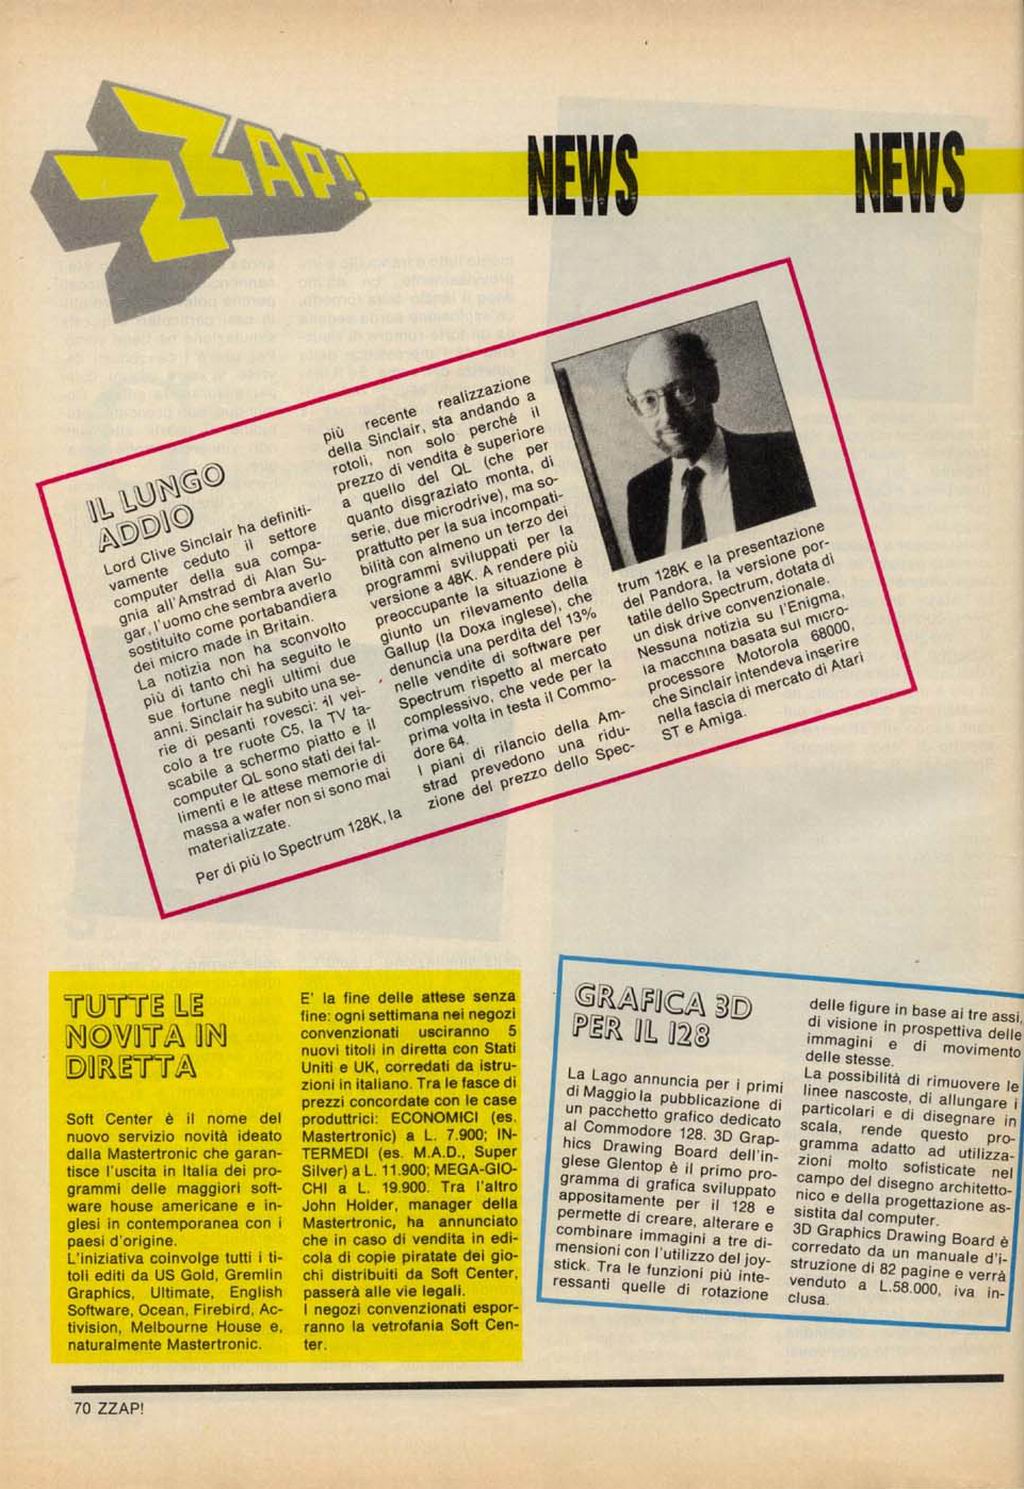 ZZAP!
NEWS
NEWS
IL LUNGO
ADDIO
Lord Clive Sinclair ha definiti-
vamente ceduto il settore
computer della sua compa-
gnia all'Amstrad di Alan Su-
gar, l'uomo che sembra averlo
sostituito come portabandiera
dei micro made in Britain.
La notizia non ha sconvolto
più di tanto chi ha seguito le
sue fortune negli ultimi due
anni. Sinclair ha subito una se-
rie di pesanti rovesci: il vei-
colo a tre ruote C5, la TV ta-
scabile a schermo piatto e il
computer QL sono stati dei fal-
limenti e le attese memorie di
massa a wafer non si sono mai
materializzate.
Per di più lo Spectrum 128K, la
più recente realizzazione
della Sinclair, sta andando a
rotoli, non solo perché il
prezzo di vendita è superiore
a quello del QL (che per
quanto disgraziato monta, di
serie, due microdrive), ma so-
prattutto per la sua incompati-
bilità con almeno un terzo dei
programmi sviluppati per la
versione a 48K. A rendere più
preoccupante la situazione è
giunto un rilevamento della
Gallup (la Doxa inglese), che
denuncia una perdita del 13%
nelle vendite di software per
Spectrum rispetto al mercato
complessivo, che vede per la
prima volta in testa il Commo-
dore 64.
I piani di rilancio della Am-
strad prevedono una ridu-
zione del prezzo dello Spec-
trum 128K e la presentazione
del Pandora, la versione por-
tatile dello Spectrum, dotata di
un disk drive convenzionale.
Nessuna notizia su l'Enigma,
la macchina basata sul micro-
processore Motorola 68000,
che Sinclair intendeva inserire
nella fascia di mercato di Atari
ST e Amiga.
TUTTE LE
NOVITA IN
DIRETTA
Soft Center è il nome del
nuovo servizio novità ideato
dalla Mastertronic che garan-
tisce l'uscita in Italia dei pro-
grammi delle maggiori soft-
ware house americane e in-
glesi in contemporanea con i
paesi d'origine.
L'iniziativa coinvolge tutti i ti-
toli editi da US Gold, Gremlin
Graphics, Ultimate, English
Software, Ocean, Firebird, Ac-
tivision, Melbourne House e,
naturalmente Mastertronic.
E' la fine delle attese senza
fine: ogni settimana nei negozi
convenzionati usciranno 5
nuovi titoli in diretta con Stati
Uniti e UK, corredati da istru-
zioni in italiano. Tra le fasce di
prezzi concordate con le case
produttrici: ECONOMICI (es.
Mastertronic) a L. 7.900; IN-
TERMEDI (es. M.A.D., Super
Silver) a L. 11.900; MEGA-GIO-
CHI a L. 19.900. Tra l'altro
John Holder, manager della
Mastertronic, ha annunciato
che in caso di vendita in edi-
cola di copie piratate dei gio-
chi distribuiti da Soft Center,
passerà alle vie legali.
I negozi convenzionati espor-
ranno la vetrofania Soft Cen-
ter.
GRAFICA 3D
PER IL 128
La Lago annuncia per i primi
di Maggio la pubblicazione di
un pacchetto grafico dedicato
al Commodore 128. 3D Grap-
hics Drawing Board dell'in-
glese Glentop è il primo pro-
gramma di grafica sviluppato
appositamente per il 128 e
permette di creare, alterare e
combinare immagini a tre di-
mensioni con l'utilizzo del joy-
stick. Tra le funzioni più inte-
ressanti quelle di rotazione
delle figure in base ai tre assi,
di visione in prospettiva delle
immagini e di movimento
delle stesse.
La possibilità di rimuovere le
linee nascoste, di allungare i
particolari e di disegnare in
scala, rende questo pro-
gramma adatto ad utilizza-
zioni molto sofisticate nel
campo del disegno architetto-
nico e della progettazione as-
sistita dal computer.
3D Graphics Drawing Board è
corredato da un manuale d'i-
struzione di 82 pagine e verrà
venduto a L.58.000, iva in-
clusa.
70 ZZAP!